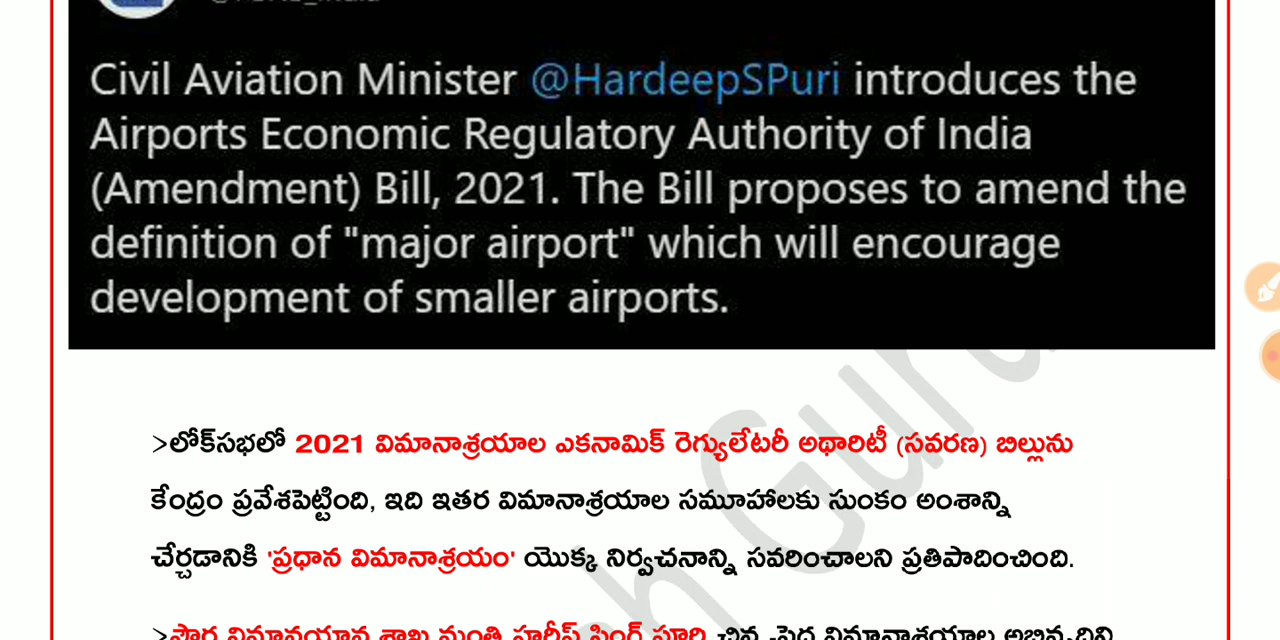 Civil Aviation Minister @HardeepSPuri introduces the
Airports Economic Regulatory Authority of India
(Amendment) Bill, 2021. The Bill proposes to amend the
definition of "major airport" which will encourage
development of smaller airports.
>లోక్‌సభలో 2021 విమానాశ్రయాల ఎకనామిక్ రెగ్యులేటరీ అథారిటీ (సవరణ) బిల్లును
కేంద్రం ప్రవేశపెట్టింది, ఇది ఇతర విమానాశ్రయాల సమూహాలకు సుంకం అంశాన్ని
చేర్చడానికి 'ప్రధాన విమానాశ్రయం' యొక్క నిర్వచనాన్ని సవరించాలని ప్రతిపాదించింది.